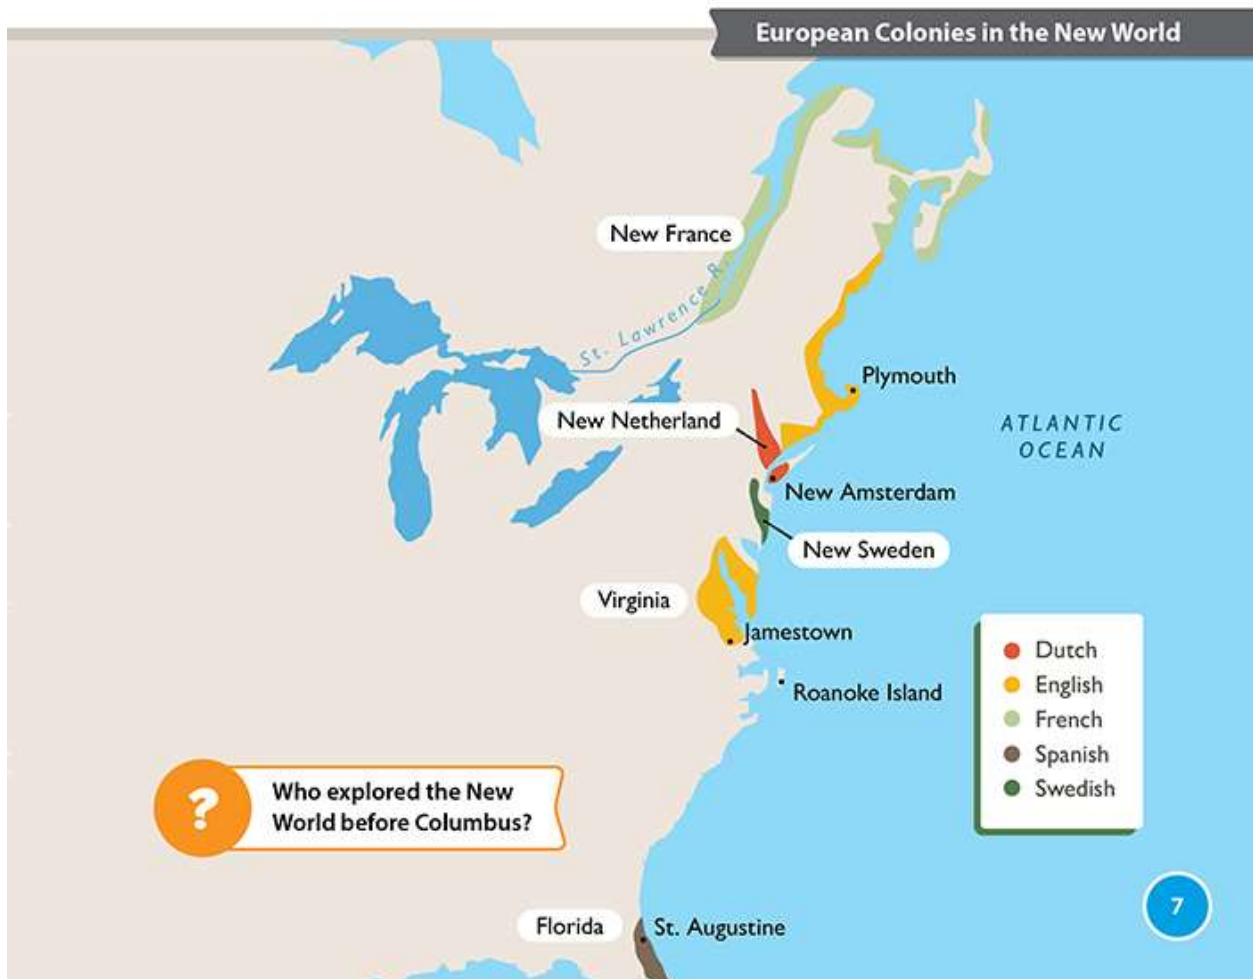 European Colonies in the New World
New France
St. Lawrence R.
Plymouth
New Netherland
ATLANTIC
OCEAN
New Amsterdam
New Sweden
Virginia
Jamestown
Roanoke Island
Dutch
English
French
Spanish
Swedish
?
Who explored the New
World before Columbus?
7
Florida
St. Augustine